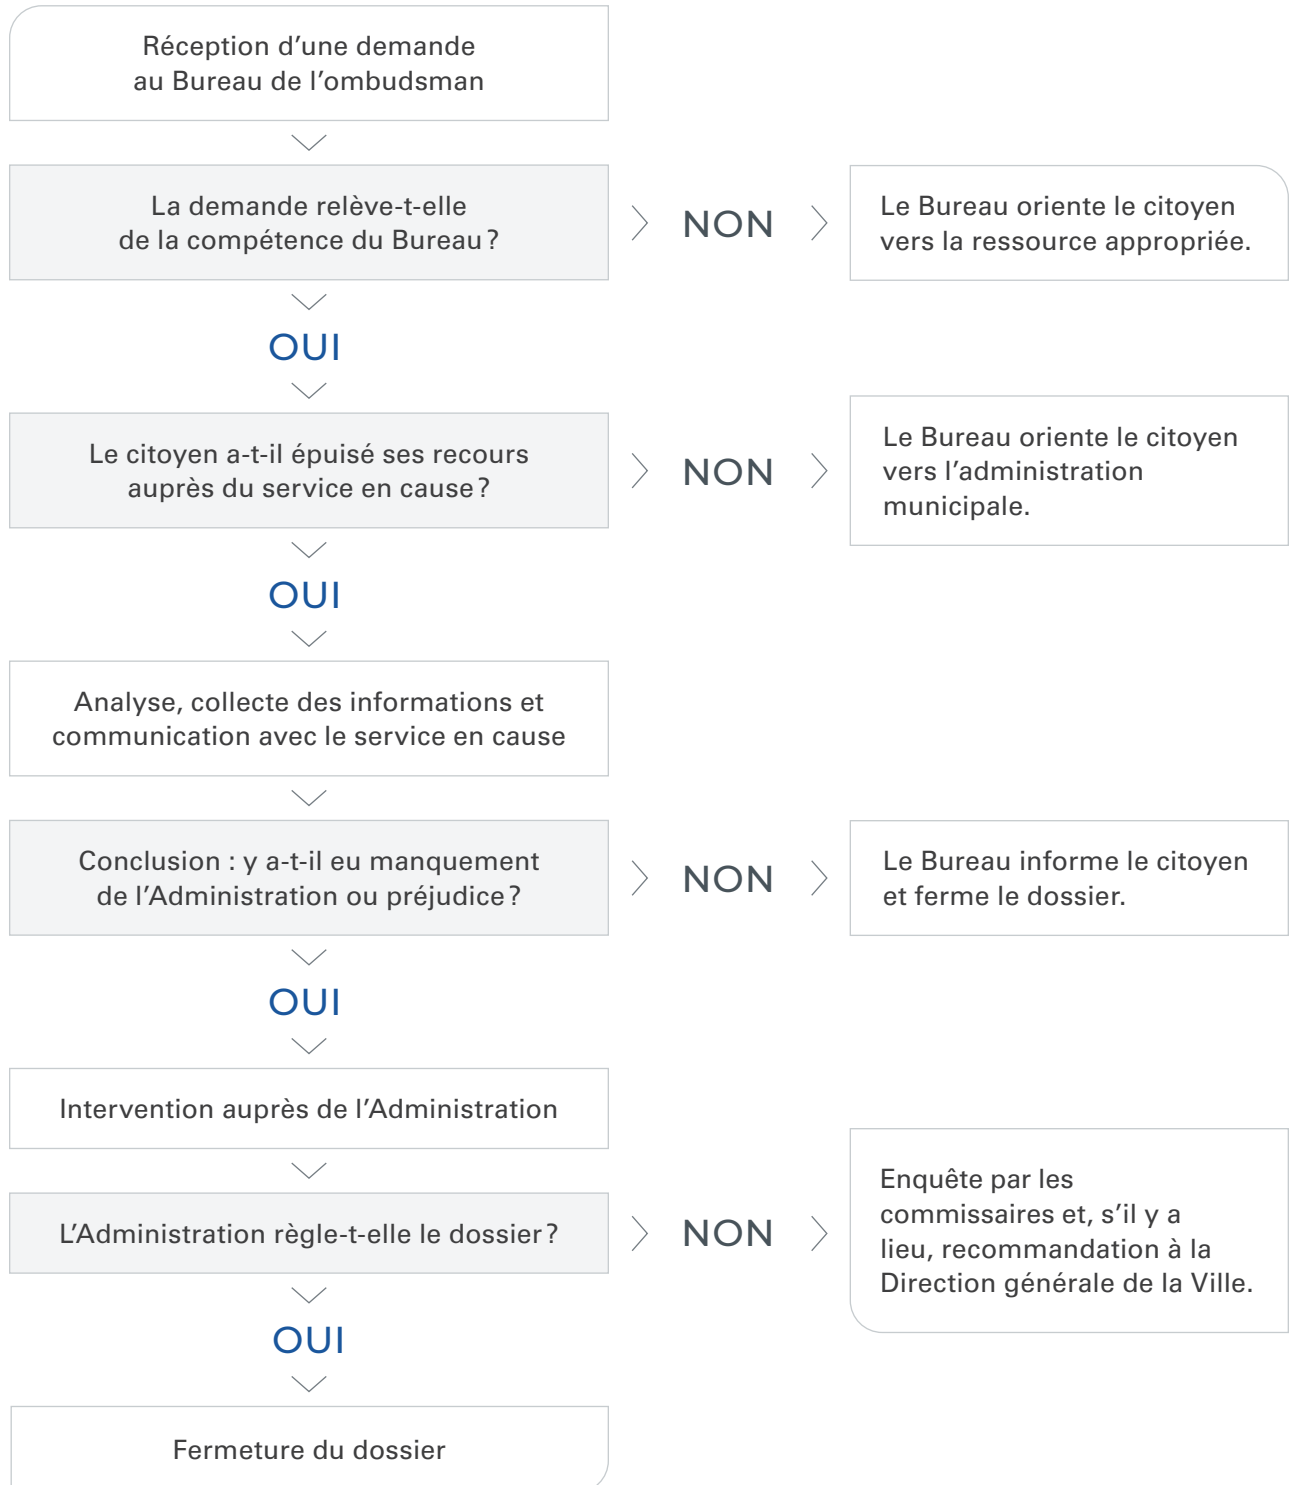 Réception d’une demande
au Bureau de l’ombudsman
La demande relève-t-elle
de la compétence du Bureau ?
NON
Le Bureau oriente le citoyen
vers la ressource appropriée.
OUI
Le citoyen a-t-il épuisé ses recours
auprès du service en cause ?
NON
Le Bureau oriente le citoyen
vers l’administration
municipale.
OUI
Analyse, collecte des informations et
communication avec le service en cause
Conclusion : y a-t-il eu manquement
de l’Administration ou préjudice ?
NON
Le Bureau informe le citoyen
et ferme le dossier.
OUI
Intervention auprès de l’Administration
L’Administration règle-t-elle le dossier ?
NON
Enquête par les
commissaires et, s’il y a
lieu, recommandation à la
Direction générale de la Ville.
OUI
Fermeture du dossier